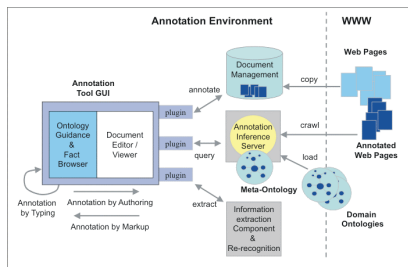 Annotation Environment
WWW
Annotation
Tool GUI
Ontology
Guidance
&
Fact
Browser
Document
Editor /
Viewer
plugin
plugin
plugin
annotate
query
extract
Document
Management
Annotation
Inference
Server
Meta-Ontology
Information
extraction
Component
&
Re-recognition
copy
crawl
load
Web Pages
Annotated
Web Pages
Domain
Ontologies
Annotation
by Typing
Annotation by Authoring
Annotation by Markup